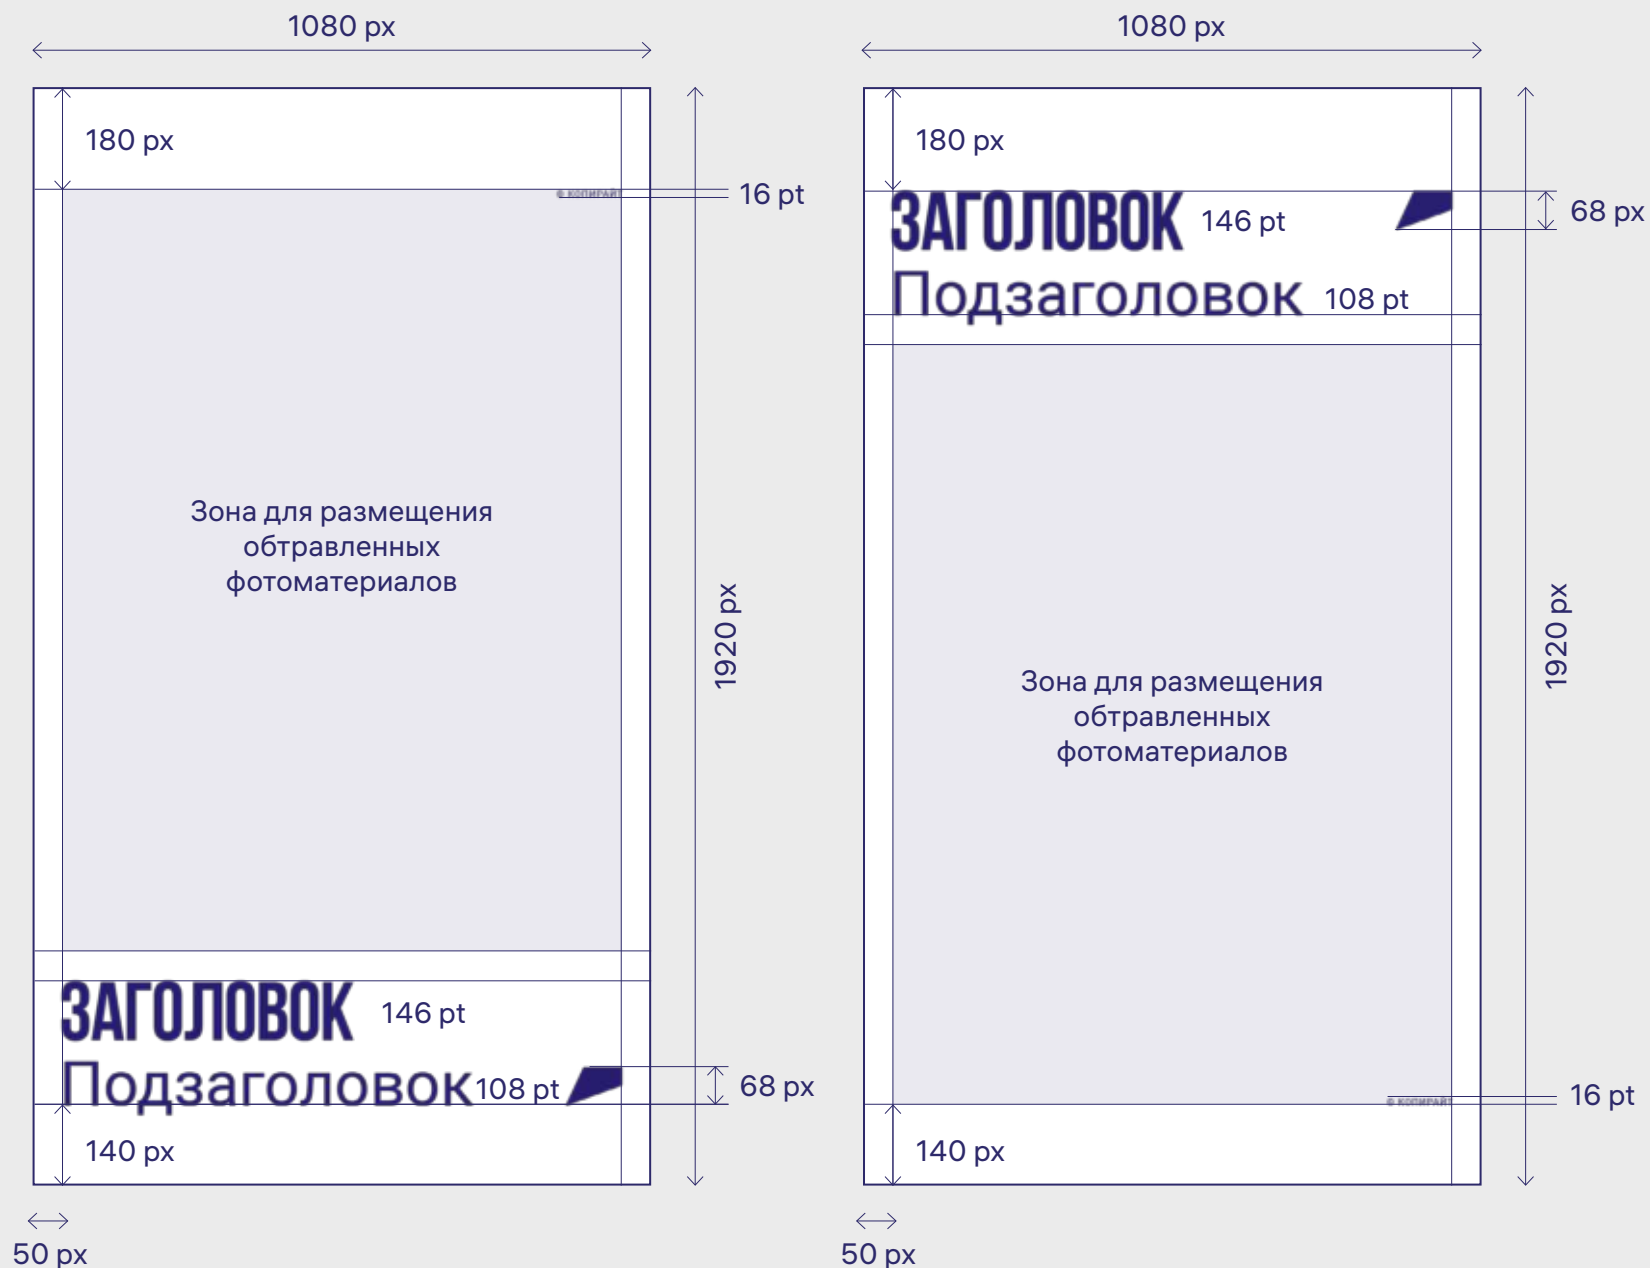 1080 px
180 px
© КОПИРАЙТ
16 pt
Зона для размещения
обтравленных
фотоматериалов
1920 px
ЗАГОЛОВОК
146 pt
Подзаголовок
108 pt
68 px
140 px
50 px
1080 px
180 px
ЗАГОЛОВОК
146 pt
68 px
Подзаголовок
108 pt
Зона для размещения
обтравленных
фотоматериалов
1920 px
© КОПИРАЙТ
16 pt
140 px
50 px